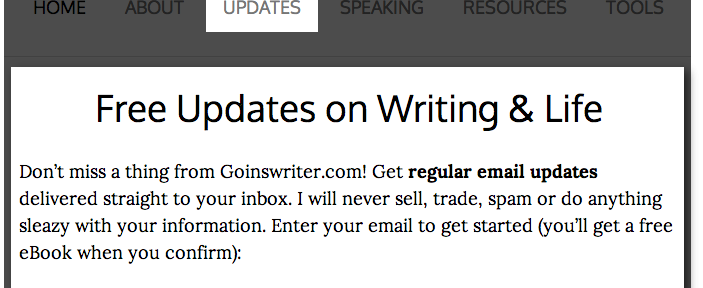 HOME ABOUT UPDATES SPEAKING RESOURCES TOOLS
Free Updates on Writing & Life
Don’t miss a thing from Goinswriter.com! Get regular email updates
delivered straight to your inbox. I will never sell, trade, spam or do anything
sleazy with your information. Enter your email to get started (you’ll get a free
eBook when you confirm):